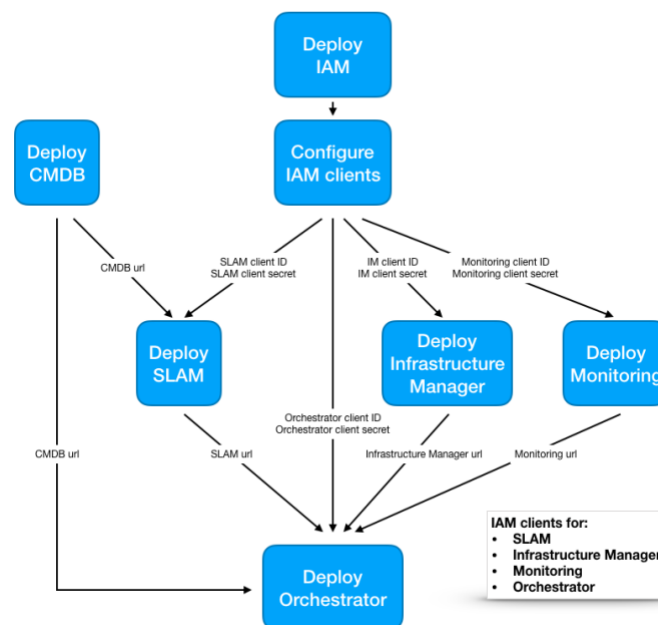 Deploy
IAM
Deploy
CMDB
Configure
IAM clients
CMDB url
SLAM client ID
SLAM client secret
IM client ID
IM client secret
Monitoring client ID
Monitoring client secret
Deploy
SLAM
Deploy
Infrastructure
Manager
Deploy
Monitoring
Orchestrator client ID
Orchestrator client secret
CMDB url
SLAM url
Infrastructure Manager url
Monitoring url
IAM clients for:
• SLAM
• Infrastructure Manager
• Monitoring
• Orchestrator
Deploy
Orchestrator